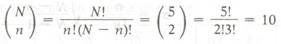 (N n) = N! / n!(N − n)! = (5 2) = 5! / 2!3! = 10